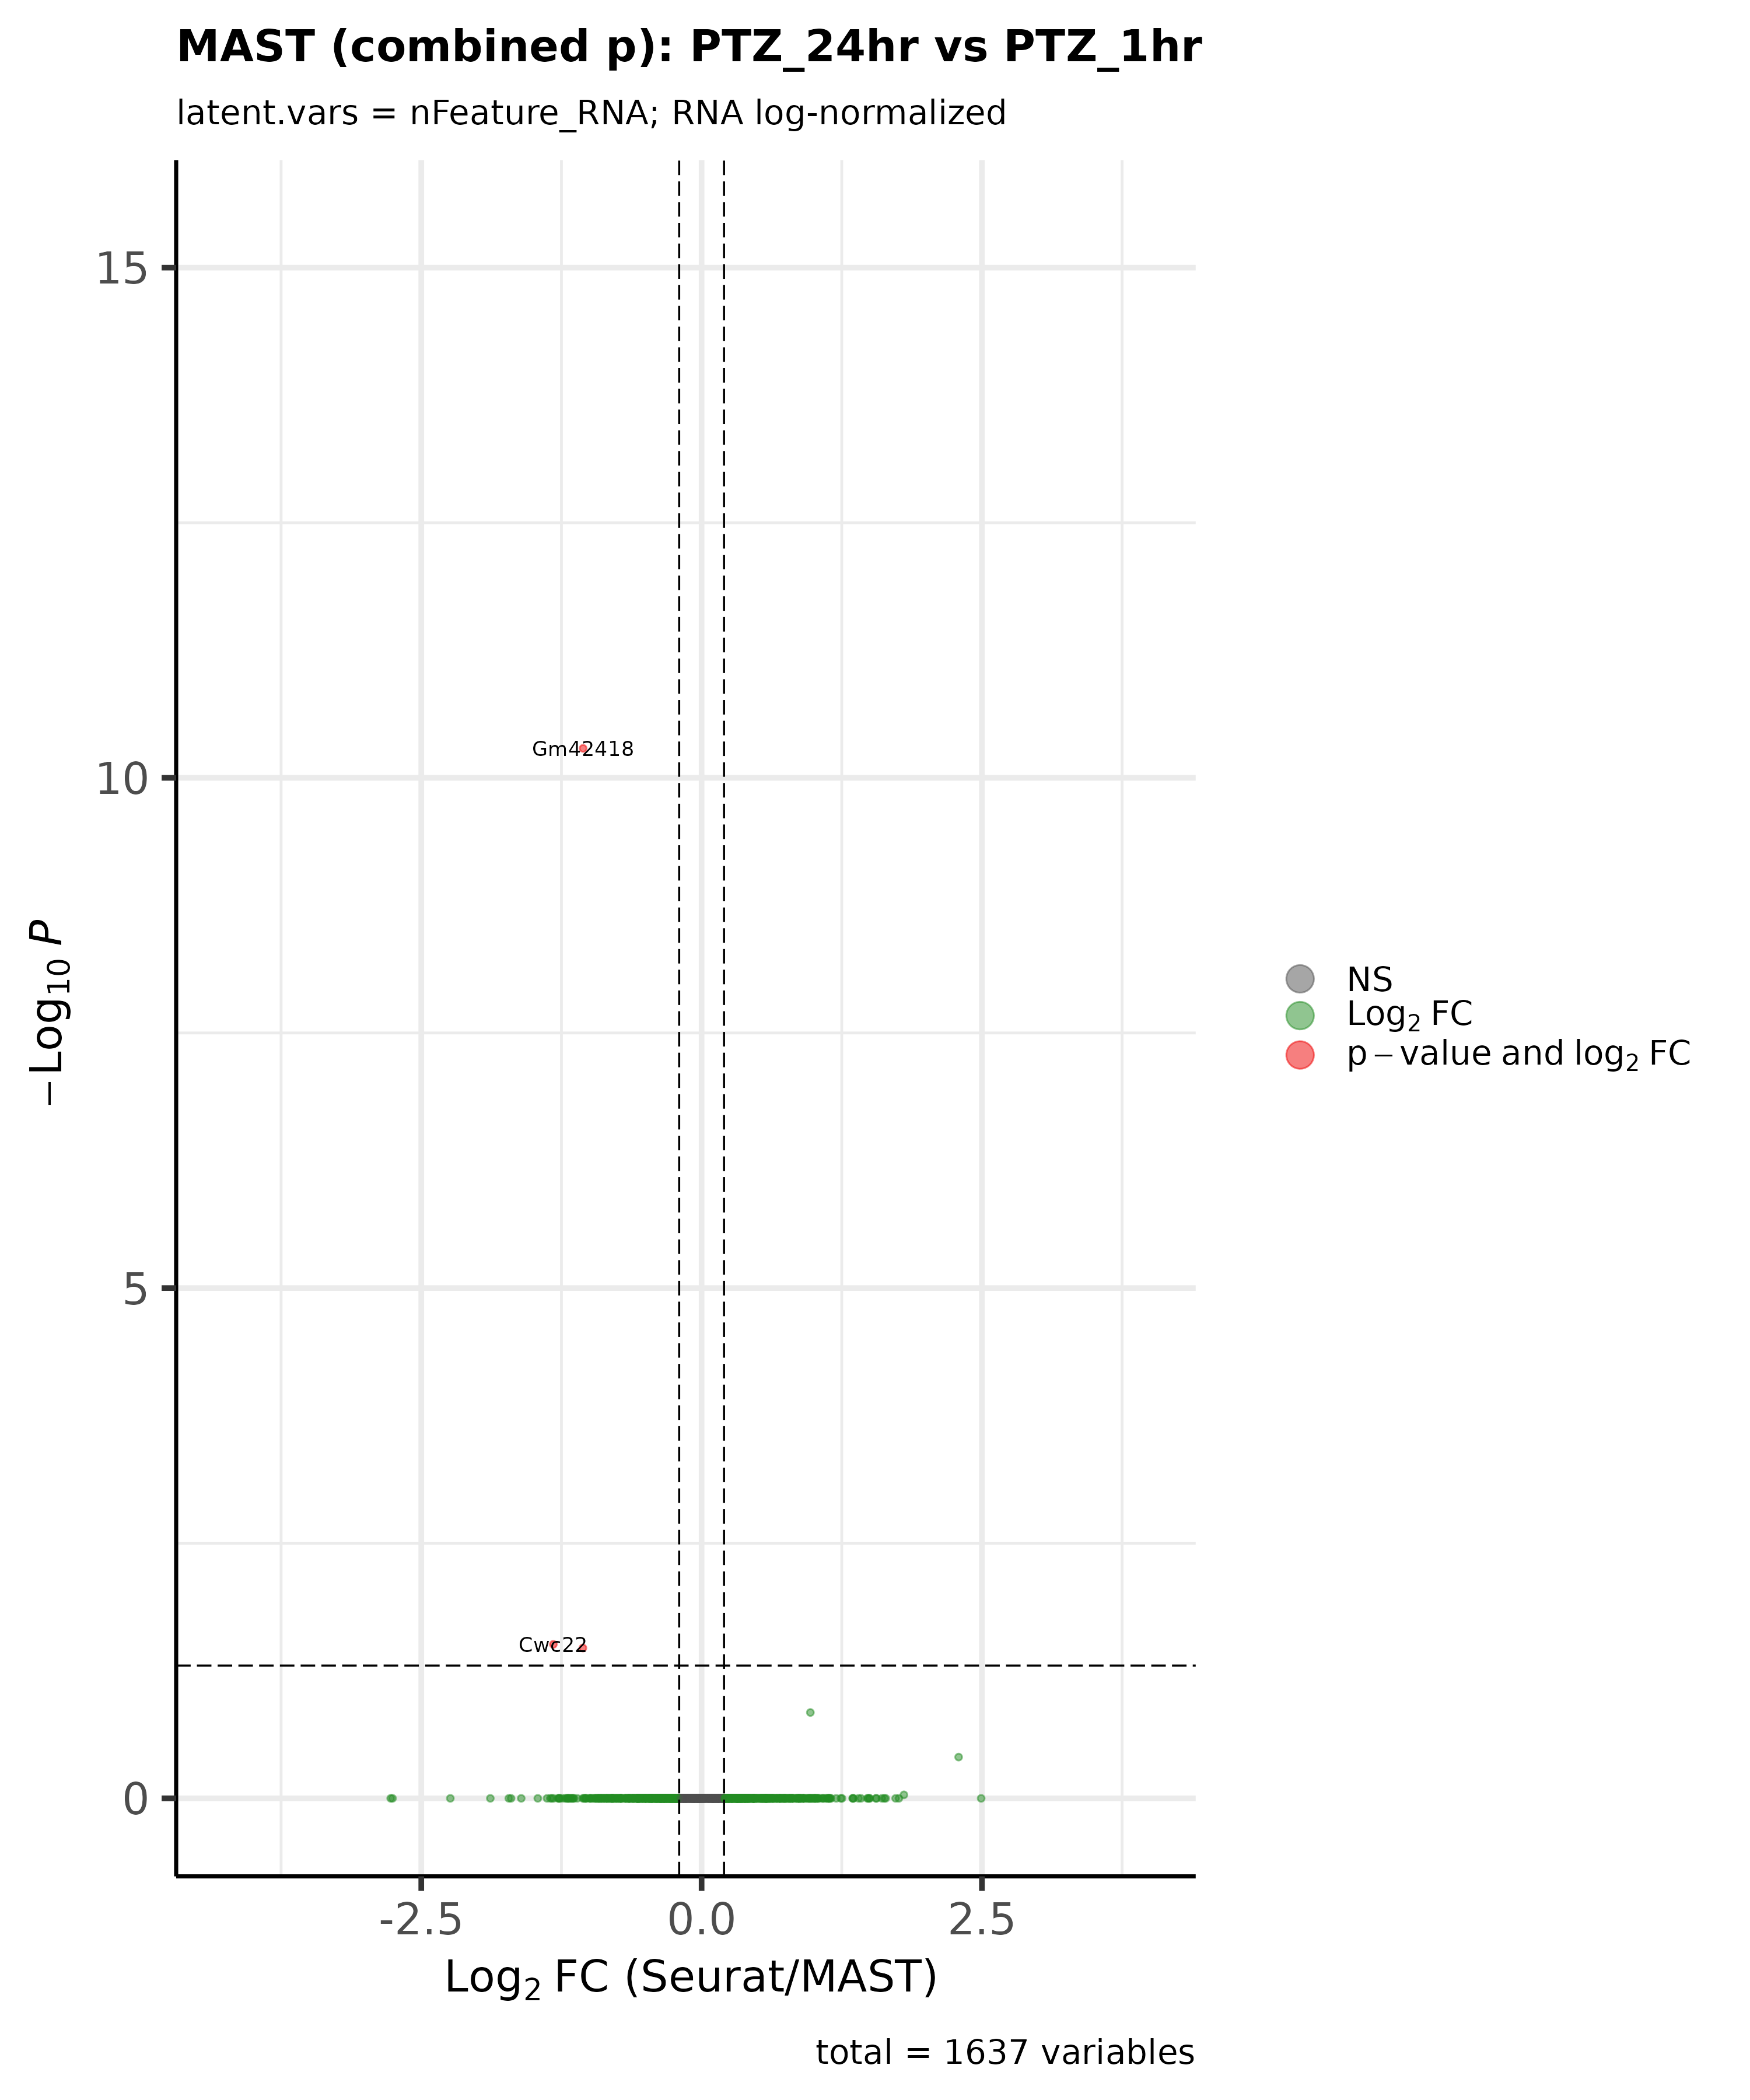 MAST (combined p): PTZ_24hr vs PTZ_1hr
latent.vars = nFeature_RNA; RNA log-normalized
15
10
5
0
−Log₁₀ P
Gm42418
Cwc22
-2.5 0.0 2.5
Log₂ FC (Seurat/MAST)
NS
Log₂ FC
p − value and log₂ FC
total = 1637 variables